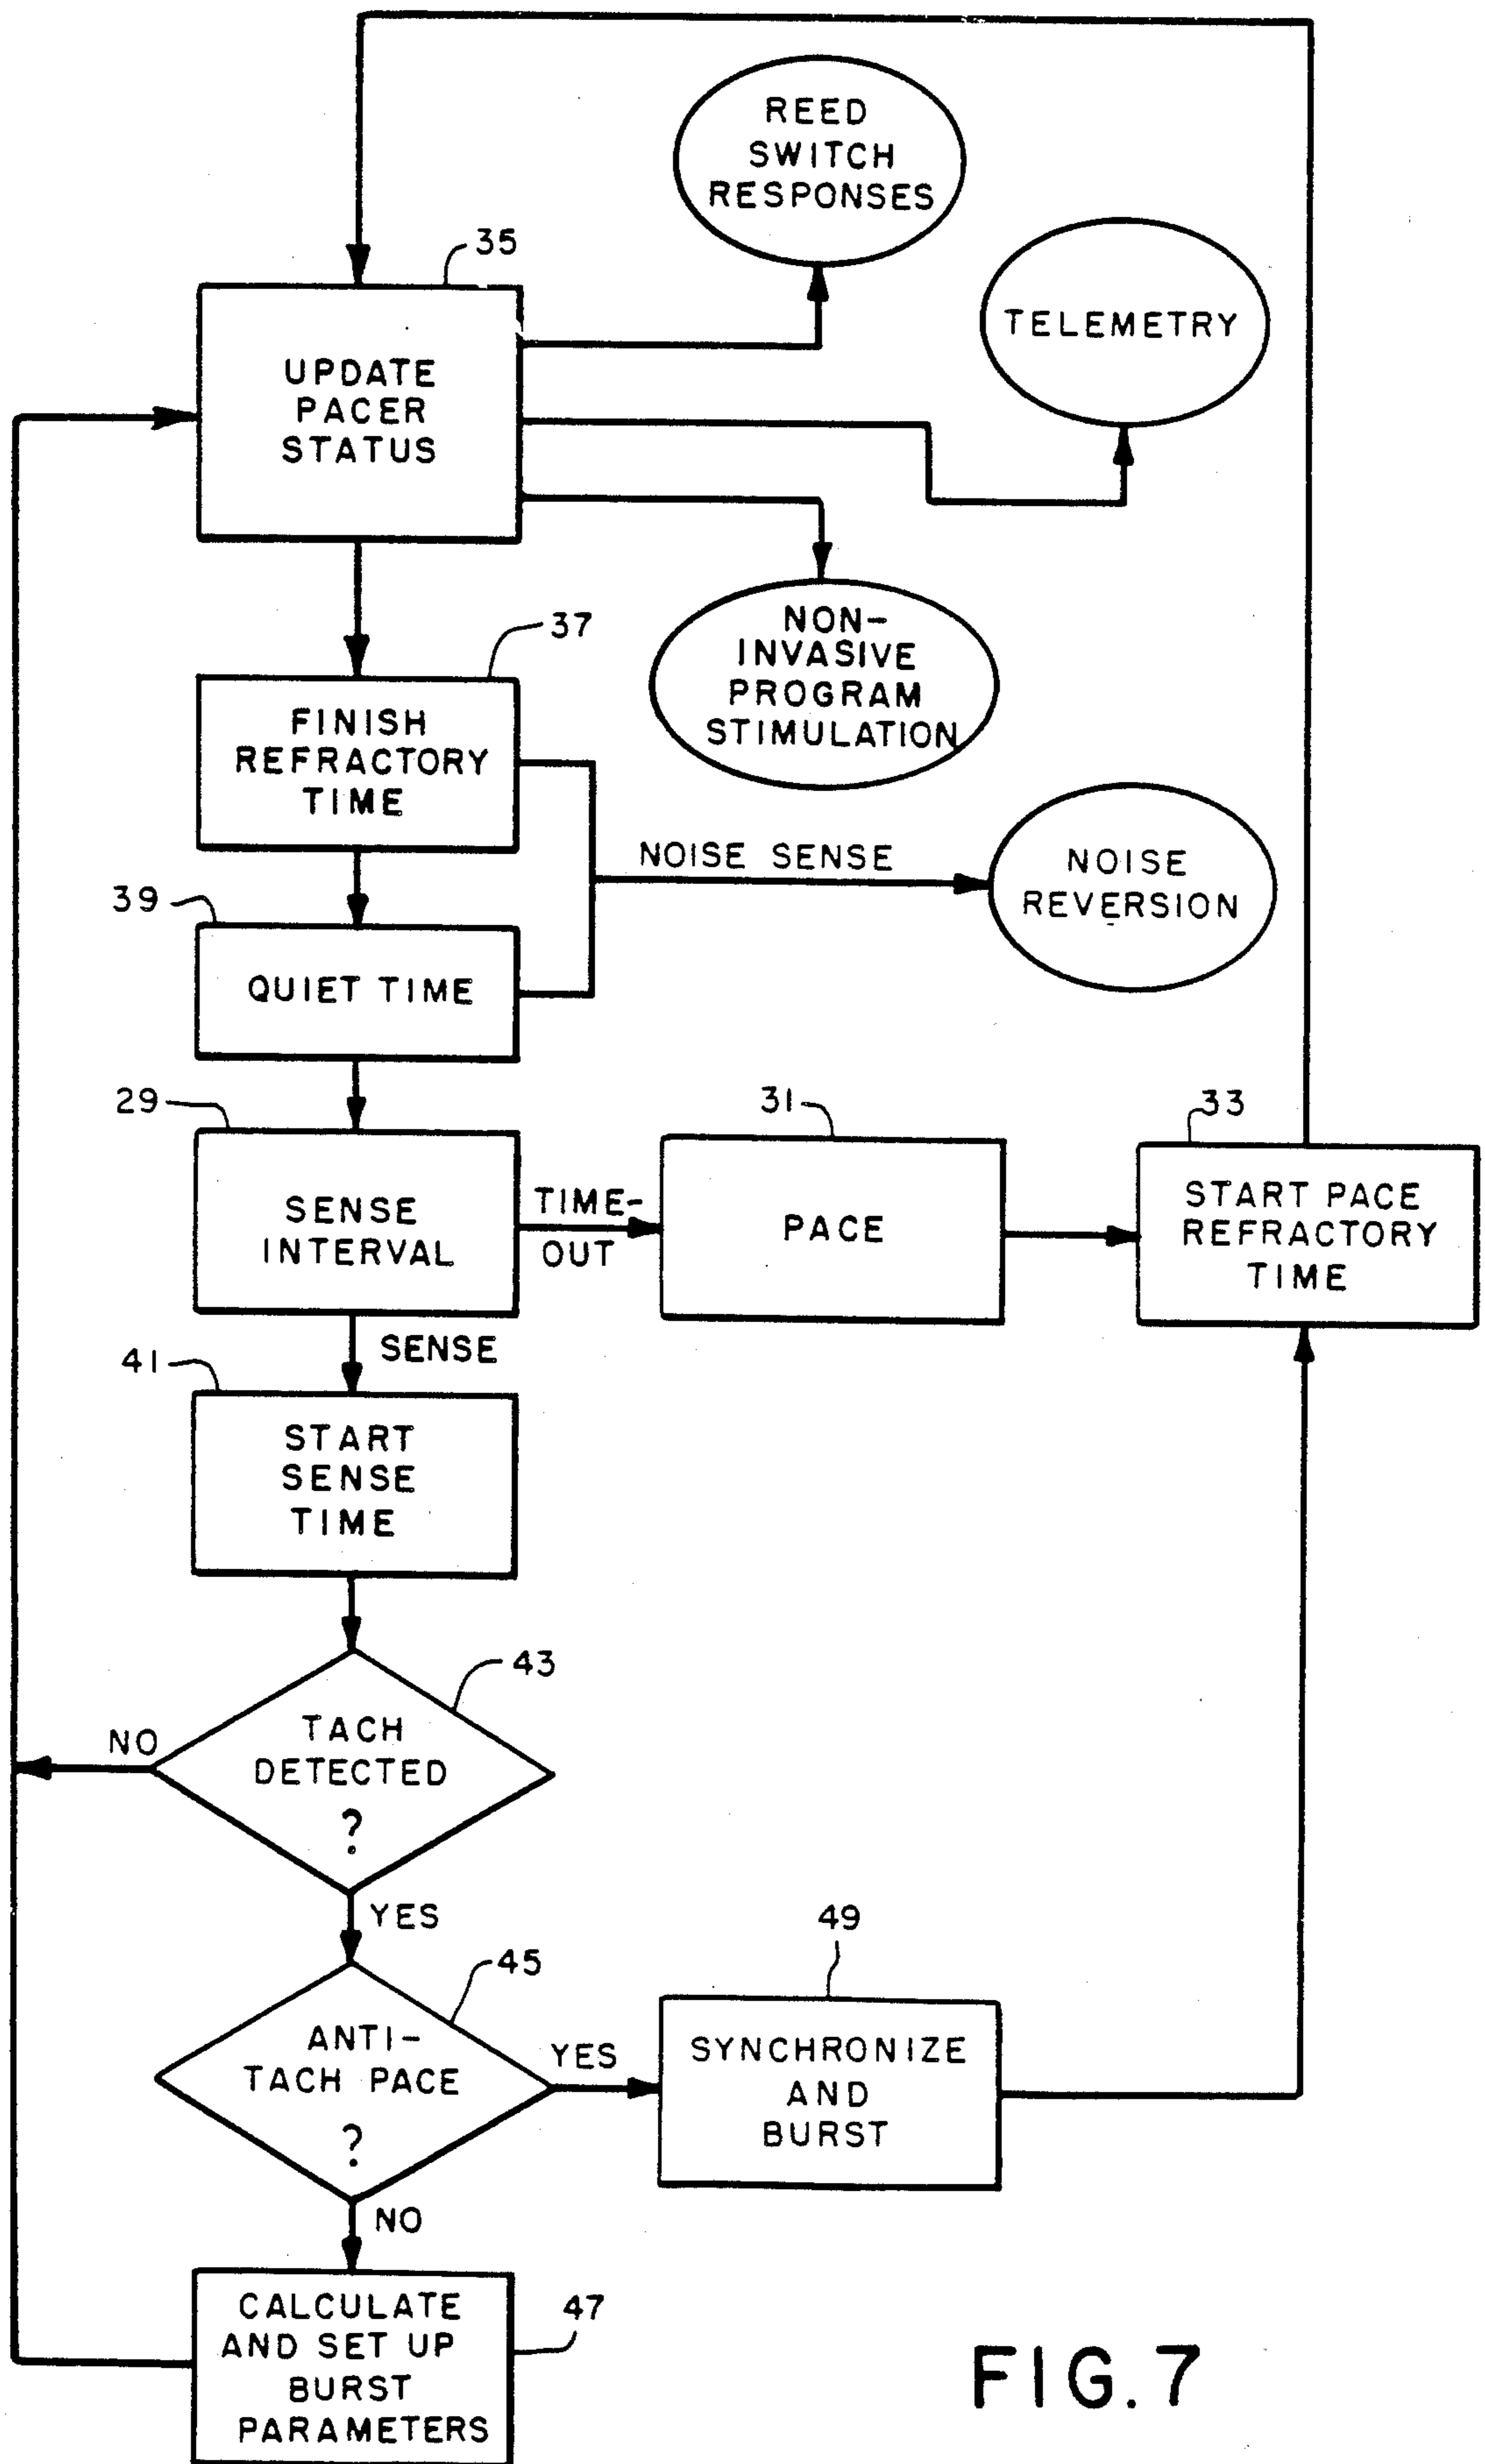 REED
SWITCH
RESPONSES
35
TELEMETRY
UPDATE
PACER
STATUS
NON-
INVASIVE
PROGRAM
STIMULATION
37
FINISH
REFRACTORY
TIME
NOISE SENSE
NOISE
REVERSION
39
QUIET TIME
29
SENSE
INTERVAL
TIME-
OUT
31
PACE
33
START PACE
REFRACTORY
TIME
SENSE
41
START
SENSE
TIME
43
TACH
DETECTED
?
NO
YES
45
ANTI-
TACH PACE
?
YES
49
SYNCHRONIZE
AND
BURST
NO
CALCULATE
AND SET UP
BURST
PARAMETERS
47
FIG. 7